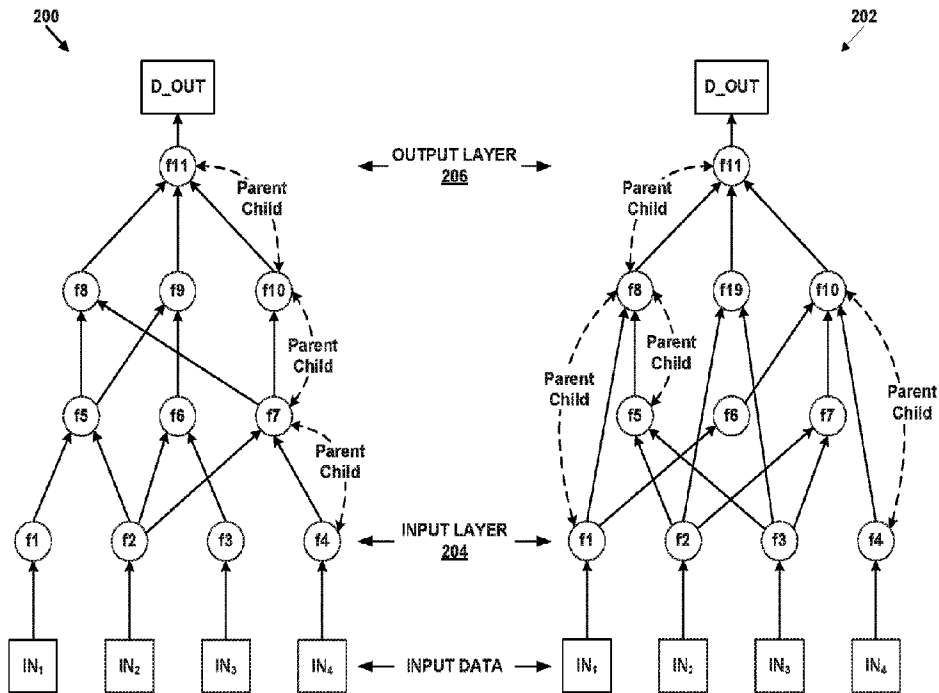 200
202
D_OUT
D_OUT
f11
OUTPUT LAYER
206
f11
Parent
Child
Parent
Child
f8
f9
f10
f8
f19
f10
Parent
Child
Parent
Child
Parent
Child
Parent
Child
f5
f6
f7
f5
f6
f7
Parent
Child
f1
f2
f3
f4
INPUT LAYER
204
f1
f2
f3
f4
IN1
IN2
IN3
IN4
INPUT DATA
IN1
IN2
IN3
IN4